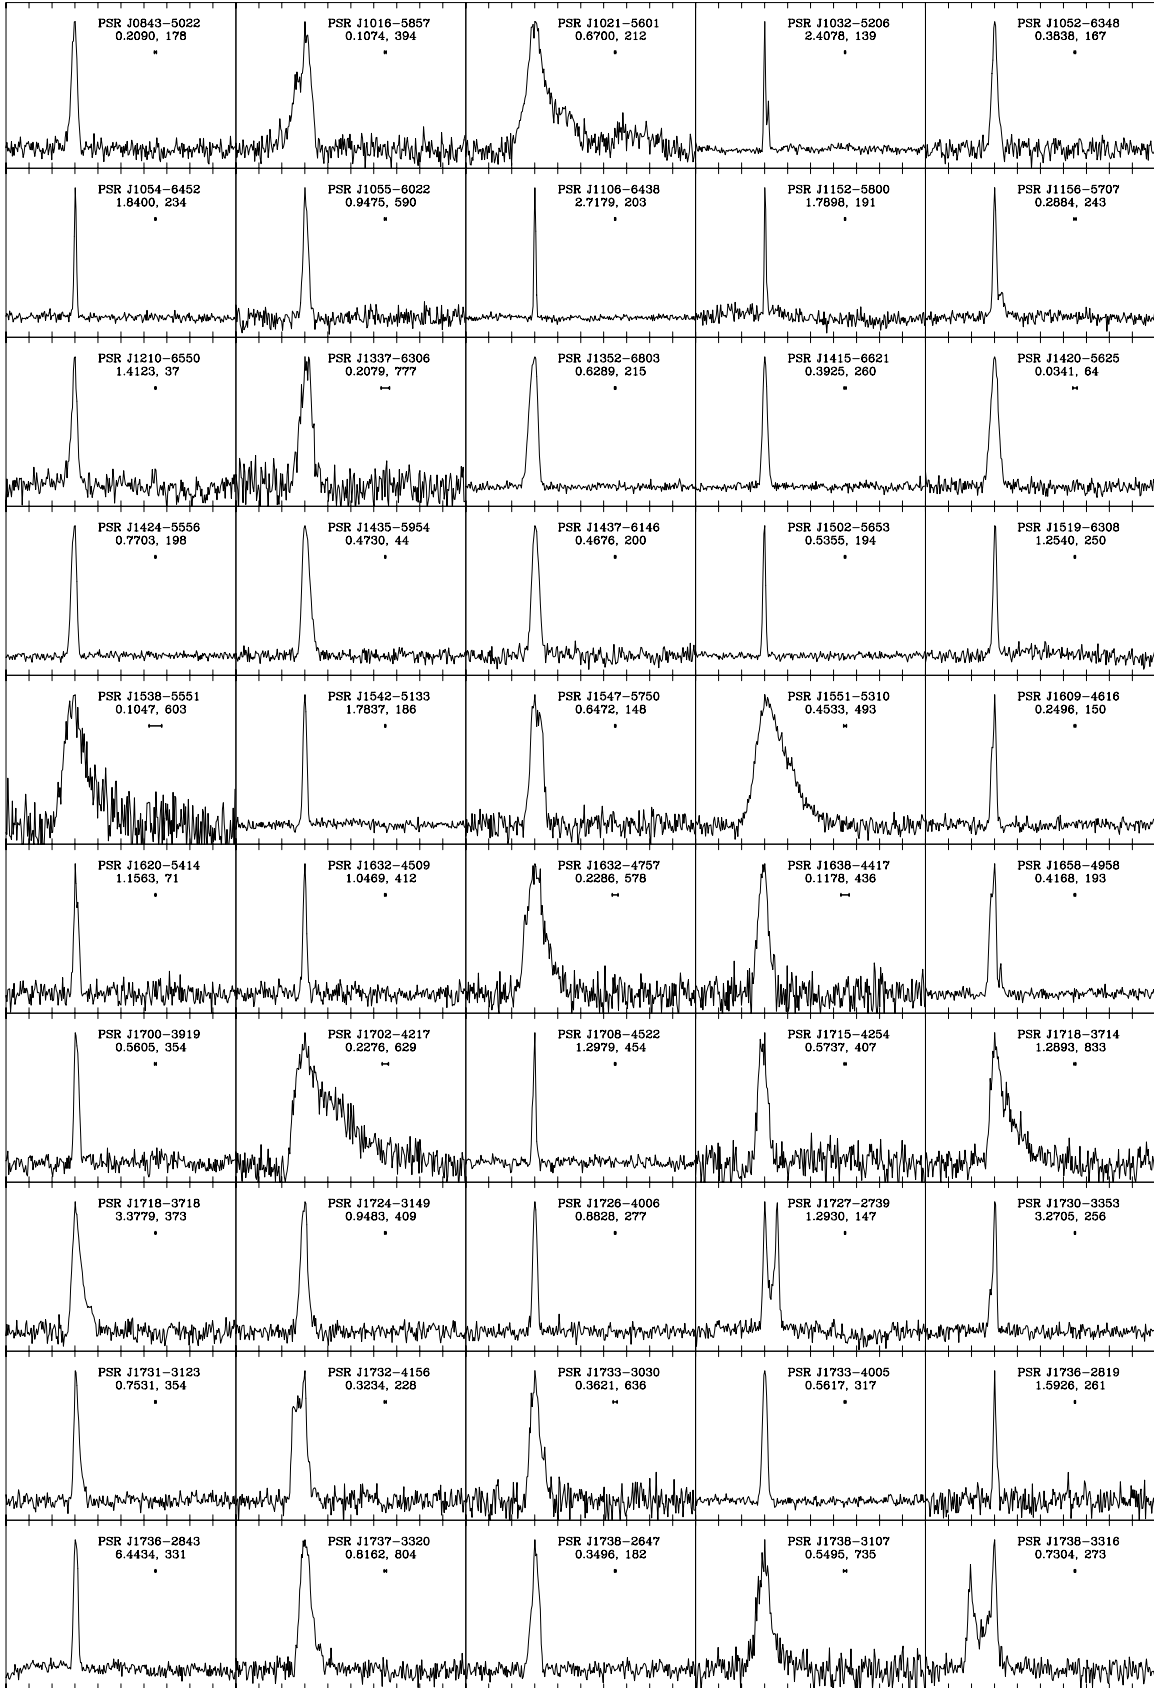 PSR J0843−5022
0.2090, 178
PSR J1016−5857
0.1074, 394
PSR J1021−5601
0.6700, 212
PSR J1032−5206
2.4078, 139
PSR J1052−6348
0.3838, 167
PSR J1054−6452
1.8400, 234
PSR J1055−6022
0.9475, 590
PSR J1106−6438
2.7179, 203
PSR J1152−5800
1.7898, 191
PSR J1156−5707
0.2884, 243
PSR J1210−6550
1.4123, 37
PSR J1337−6306
0.2079, 777
PSR J1352−6803
0.6289, 215
PSR J1415−6621
0.3925, 260
PSR J1420−5625
0.0341, 64
PSR J1424−5556
0.7703, 198
PSR J1435−5954
0.4730, 44
PSR J1437−6146
0.4676, 200
PSR J1502−5653
0.5355, 194
PSR J1519−6308
1.2540, 250
PSR J1538−5551
0.1047, 603
PSR J1542−5133
1.7837, 186
PSR J1547−5750
0.6472, 148
PSR J1551−5310
0.4533, 493
PSR J1609−4616
0.2496, 150
PSR J1620−5414
1.1563, 71
PSR J1632−4509
1.0469, 412
PSR J1632−4757
0.2286, 578
PSR J1638−4417
0.1178, 436
PSR J1658−4958
0.4168, 193
PSR J1700−3919
0.5605, 354
PSR J1702−4217
0.2276, 629
PSR J1708−4522
1.2979, 454
PSR J1715−4254
0.5737, 407
PSR J1718−3714
1.2893, 833
PSR J1718−3718
3.3779, 373
PSR J1724−3149
0.9483, 409
PSR J1726−4006
0.8828, 277
PSR J1727−2739
1.2930, 147
PSR J1730−3353
3.2705, 256
PSR J1731−3123
0.7531, 354
PSR J1732−4156
0.3234, 228
PSR J1733−3030
0.3621, 636
PSR J1733−4005
0.5617, 317
PSR J1736−2819
1.5926, 261
PSR J1736−2843
6.4434, 331
PSR J1737−3320
0.8162, 804
PSR J1738−2647
0.3496, 182
PSR J1738−3107
0.5495, 735
PSR J1738−3316
0.7304, 273